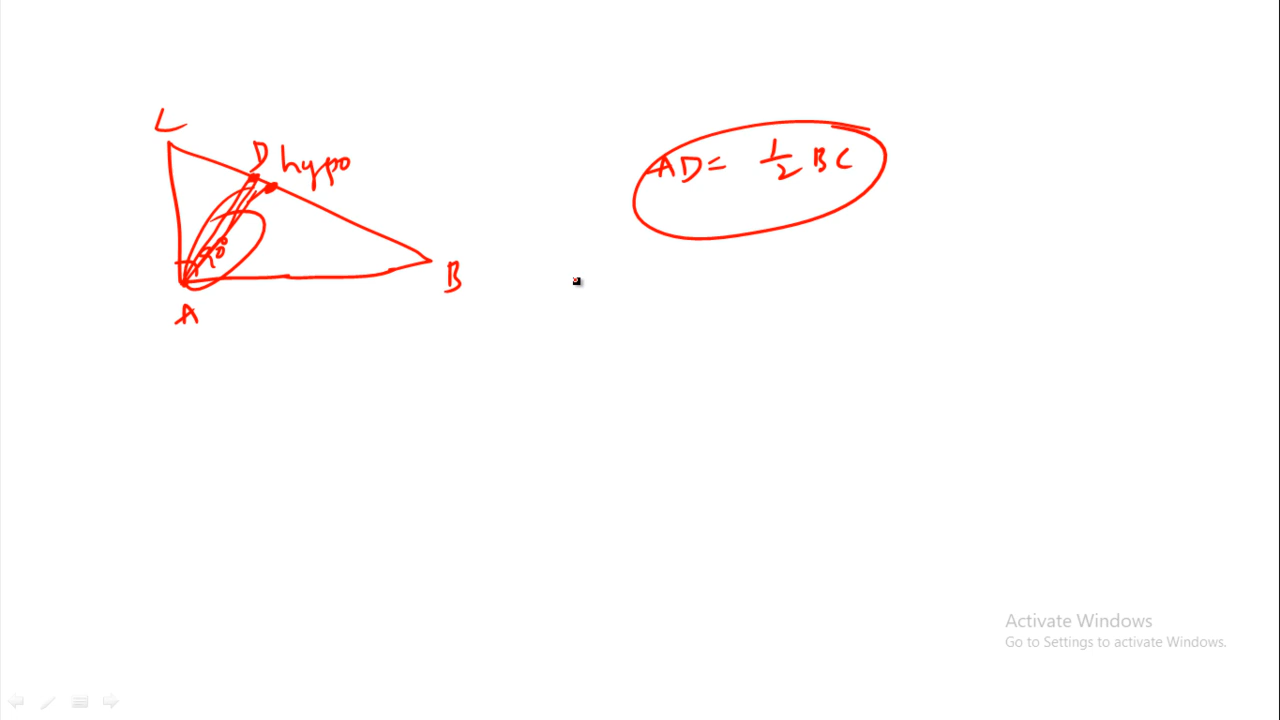 C
D hypo
90°
B
A
AD = 1/2 BC
Activate Windows
Go to Settings to activate Windows.